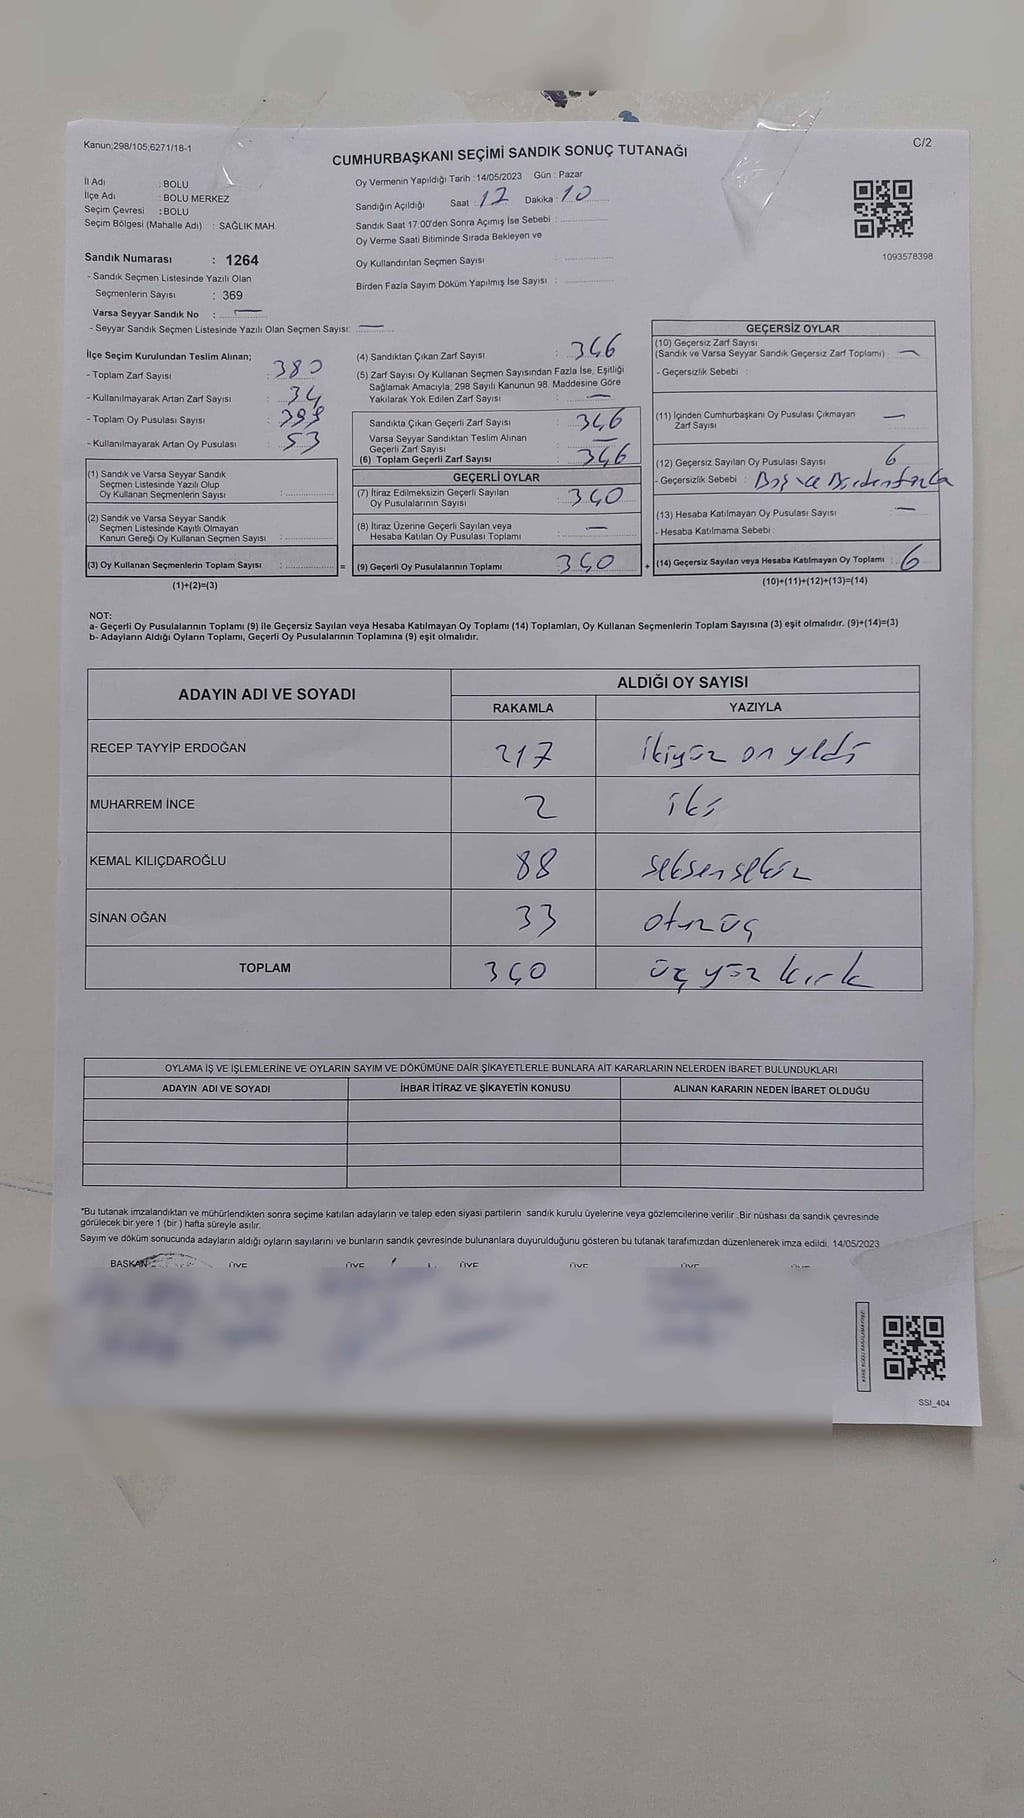 Kanun;298/105;6271/18-1
C/2
CUMHURBAŞKANI SEÇİMİ SANDIK SONUÇ TUTANAĞI
İl Adı : BOLU
İlçe Adı : BOLU MERKEZ
Seçim Çevresi : BOLU
Seçim Bölgesi (Mahalle Adı) : SAĞLIK MAH.
Sandık Numarası : 1264
- Sandık Seçmen Listesinde Yazılı Olan
Seçmenlerin Sayısı : 369
Varsa Seyyar Sandık No : —
- Seyyar Sandık Seçmen Listesinde Yazılı Olan Seçmen Sayısı: —
Oy Vermenin Yapıldığı Tarih : 14/05/2023 Gün : Pazar
Sandığın Açıldığı Saat : 17 Dakika : 10
Sandık Saat 17:00'den Sonra Açımış İse Sebebi :
Oy Verme Saati Bitiminde Sırada Bekleyen ve
Oy Kullandırılan Seçmen Sayısı :
Birden Fazla Sayım Döküm Yapılmış İse Sayısı :
1093578398
İlçe Seçim Kurulundan Teslim Alınan;
- Toplam Zarf Sayısı : 380
- Kullanılmayarak Artan Zarf Sayısı : 34
- Toplam Oy Pusulası Sayısı : 399
- Kullanılmayarak Artan Oy Pusulası : 53
(1) Sandık ve Varsa Seyyar Sandık
Seçmen Listesinde Yazılı Olup
Oy Kullanan Seçmenlerin Sayısı :
(2) Sandık ve Varsa Seyyar Sandık
Seçmen Listesinde Kayıtlı Olmayan
Kanun Gereği Oy Kullanan Seçmen Sayısı :
(3) Oy Kullanan Seçmenlerin Toplam Sayısı : =
(1)+(2)=(3)
(4) Sandıktan Çıkan Zarf Sayısı : 346
(5) Zarf Sayısı Oy Kullanan Seçmen Sayısından Fazla İse, Eşitliği
Sağlamak Amacıyla; 298 Sayılı Kanunun 98. Maddesine Göre
Yakılarak Yok Edilen Zarf Sayısı : —
Sandıkta Çıkan Geçerli Zarf Sayısı : 346
Varsa Seyyar Sandıktan Teslim Alınan
Geçerli Zarf Sayısı : —
(6) Toplam Geçerli Zarf Sayısı : 346
GEÇERLİ OYLAR
(7) İtiraz Edilmeksizin Geçerli Sayılan
Oy Pusulalarının Sayısı : 340
(8) İtiraz Üzerine Geçerli Sayılan veya
Hesaba Katılan Oy Pusulası Toplamı : —
(9) Geçerli Oy Pusulalarının Toplamı : 340 +
GEÇERSİZ OYLAR
(10) Geçersiz Zarf Sayısı
(Sandık ve Varsa Seyyar Sandık Geçersiz Zarf Toplamı) : —
- Geçersizlik Sebebi :
(11) İçinden Cumhurbaşkanı Oy Pusulası Çıkmayan
Zarf Sayısı : —
(12) Geçersiz Sayılan Oy Pusulası Sayısı : 6
- Geçersizlik Sebebi : Boş ve Birdenfazla
(13) Hesaba Katılmayan Oy Pusulası Sayısı : —
- Hesaba Katılmama Sebebi :
(14) Geçersiz Sayılan veya Hesaba Katılmayan Oy Toplamı : 6
(10)+(11)+(12)+(13)=(14)
NOT:
a- Geçerli Oy Pusulalarının Toplamı (9) ile Geçersiz Sayılan veya Hesaba Katılmayan Oy Toplamı (14) Toplamları, Oy Kullanan Seçmenlerin Toplam Sayısına (3) eşit olmalıdır. (9)+(14)=(3)
b- Adayların Aldığı Oyların Toplamı, Geçerli Oy Pusulalarının Toplamına (9) eşit olmalıdır.
ADAYIN ADI VE SOYADI ALDIĞI OY SAYISI
RAKAMLA YAZIYLA
RECEP TAYYİP ERDOĞAN 217 ikiyüz on yedi
MUHARREM İNCE 2 iki
KEMAL KILIÇDAROĞLU 88 seksen sekiz
SİNAN OĞAN 33 otuz üç
TOPLAM 340 üç yüz kırk
OYLAMA İŞ VE İŞLEMLERİNE VE OYLARIN SAYIM VE DÖKÜMÜNE DAİR ŞİKAYETLERLE BUNLARA AİT KARARLARIN NELERDEN İBARET BULUNDUKLARI
ADAYIN ADI VE SOYADI İHBAR İTİRAZ VE ŞİKAYETİN KONUSU ALINAN KARARIN NEDEN İBARET OLDUĞU
*Bu tutanak imzalandıktan ve mühürlendikten sonra seçime katılan adayların ve talep eden siyasi partilerin sandık kurulu üyelerine veya gözlemcilerine verilir .Bir nüshası da sandık çevresinde
görülecek bir yere 1 (bir ) hafta süreyle asılır.
Sayım ve döküm sonucunda adayların aldığı oyların sayılarını ve bunların sandık çevresinde bulunanlara duyurulduğunu gösteren bu tutanak tarafımızdan düzenlenerek imza edildi. 14/05/2023
BAŞKAN ÜYE ÜYE ÜYE ÜYE ÜYE
SSI_404